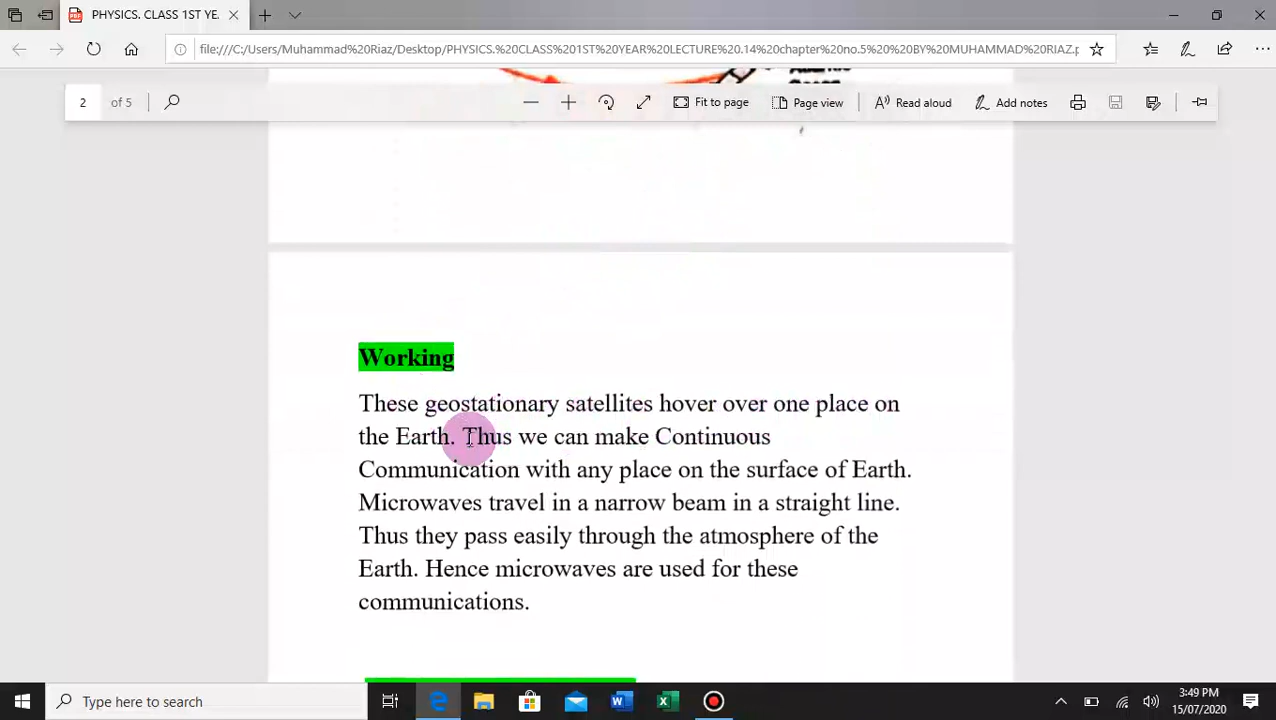 PHYSICS. CLASS 1ST YE.
file:///C:/Users/Muhammad%20Riaz/Desktop/PHYSICS.%20CLASS%201ST%20YEAR%20LECTURE%20.14%20chapter%20no.5%20%20BY%20MUHAMMAD%20RIAZ.p
2 of 5 Fit to page Page view Read aloud Add notes
Working
These geostationary satellites hover over one place on
the Earth. Thus we can make Continuous
Communication with any place on the surface of Earth.
Microwaves travel in a narrow beam in a straight line.
Thus they pass easily through the atmosphere of the
Earth. Hence microwaves are used for these
communications.
Type here to search
3:49 PM
15/07/2020